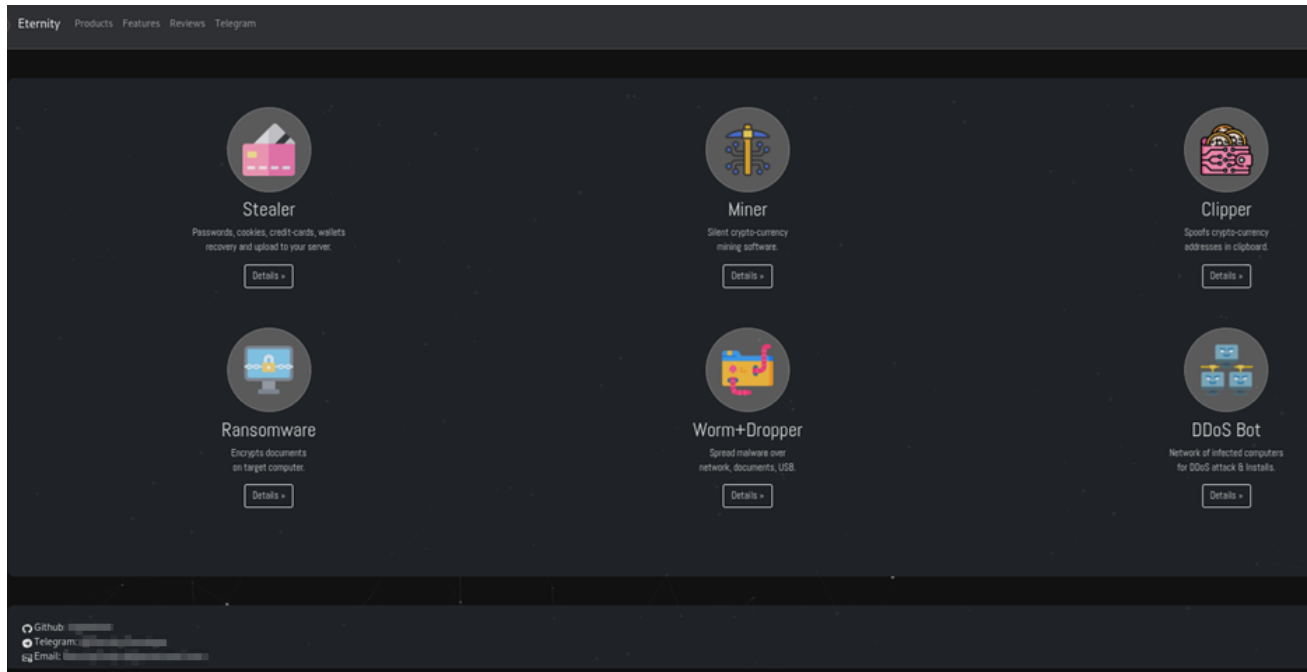 Eternity Products Features Reviews Telegram
Stealer
Passwords, cookies, credit-cards, wallets
recovery and upload to your server.
Details »
Miner
Silent crypto-currency
mining software.
Details »
Clipper
Spoofs crypto-currency
addresses in clipboard.
Details »
Ransomware
Encrypts documents
on target computer.
Details »
Worm+Dropper
Spread malware over
network, documents, USB.
Details »
DDoS Bot
Network of infected computers
for DDoS attack & Installs.
Details »
Github:
Telegram:
Email: